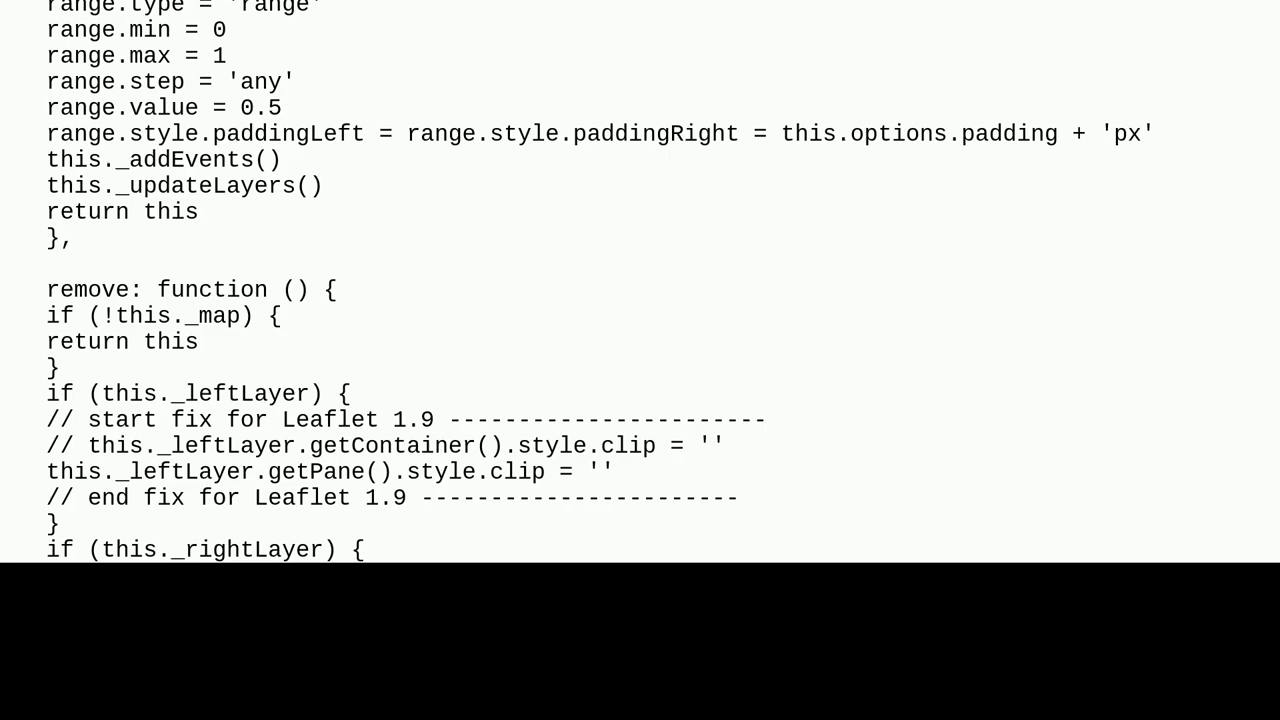 range.type = 'range'
range.min = 0
range.max = 1
range.step = 'any'
range.value = 0.5
range.style.paddingLeft = range.style.paddingRight = this.options.padding + 'px'
this._addEvents()
this._updateLayers()
return this
},
remove: function () {
if (!this._map) {
return this
}
if (this._leftLayer) {
// start fix for Leaflet 1.9 -----------------------
// this._leftLayer.getContainer().style.clip = ''
this._leftLayer.getPane().style.clip = ''
// end fix for Leaflet 1.9 -----------------------
}
if (this._rightLayer) {